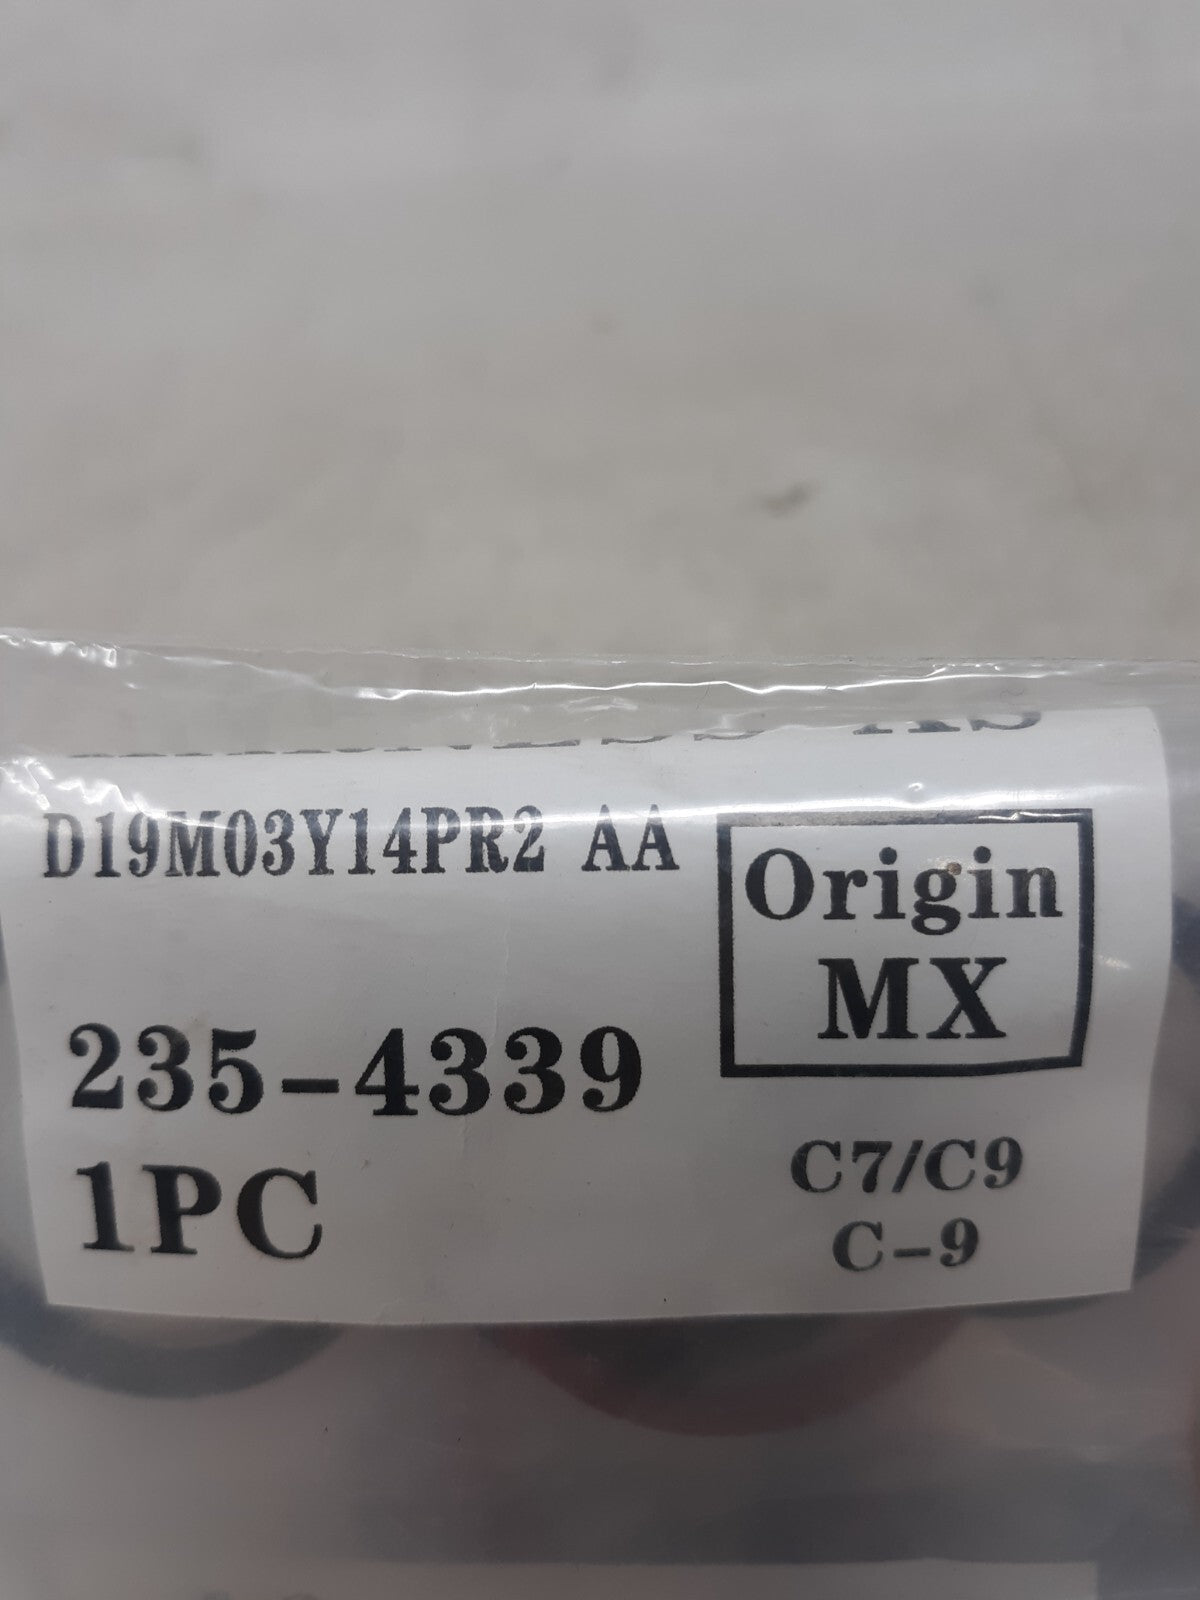 D19M03Y14PR2 AA
Origin
MX
235-4339
1PC
C7/C9
C-9